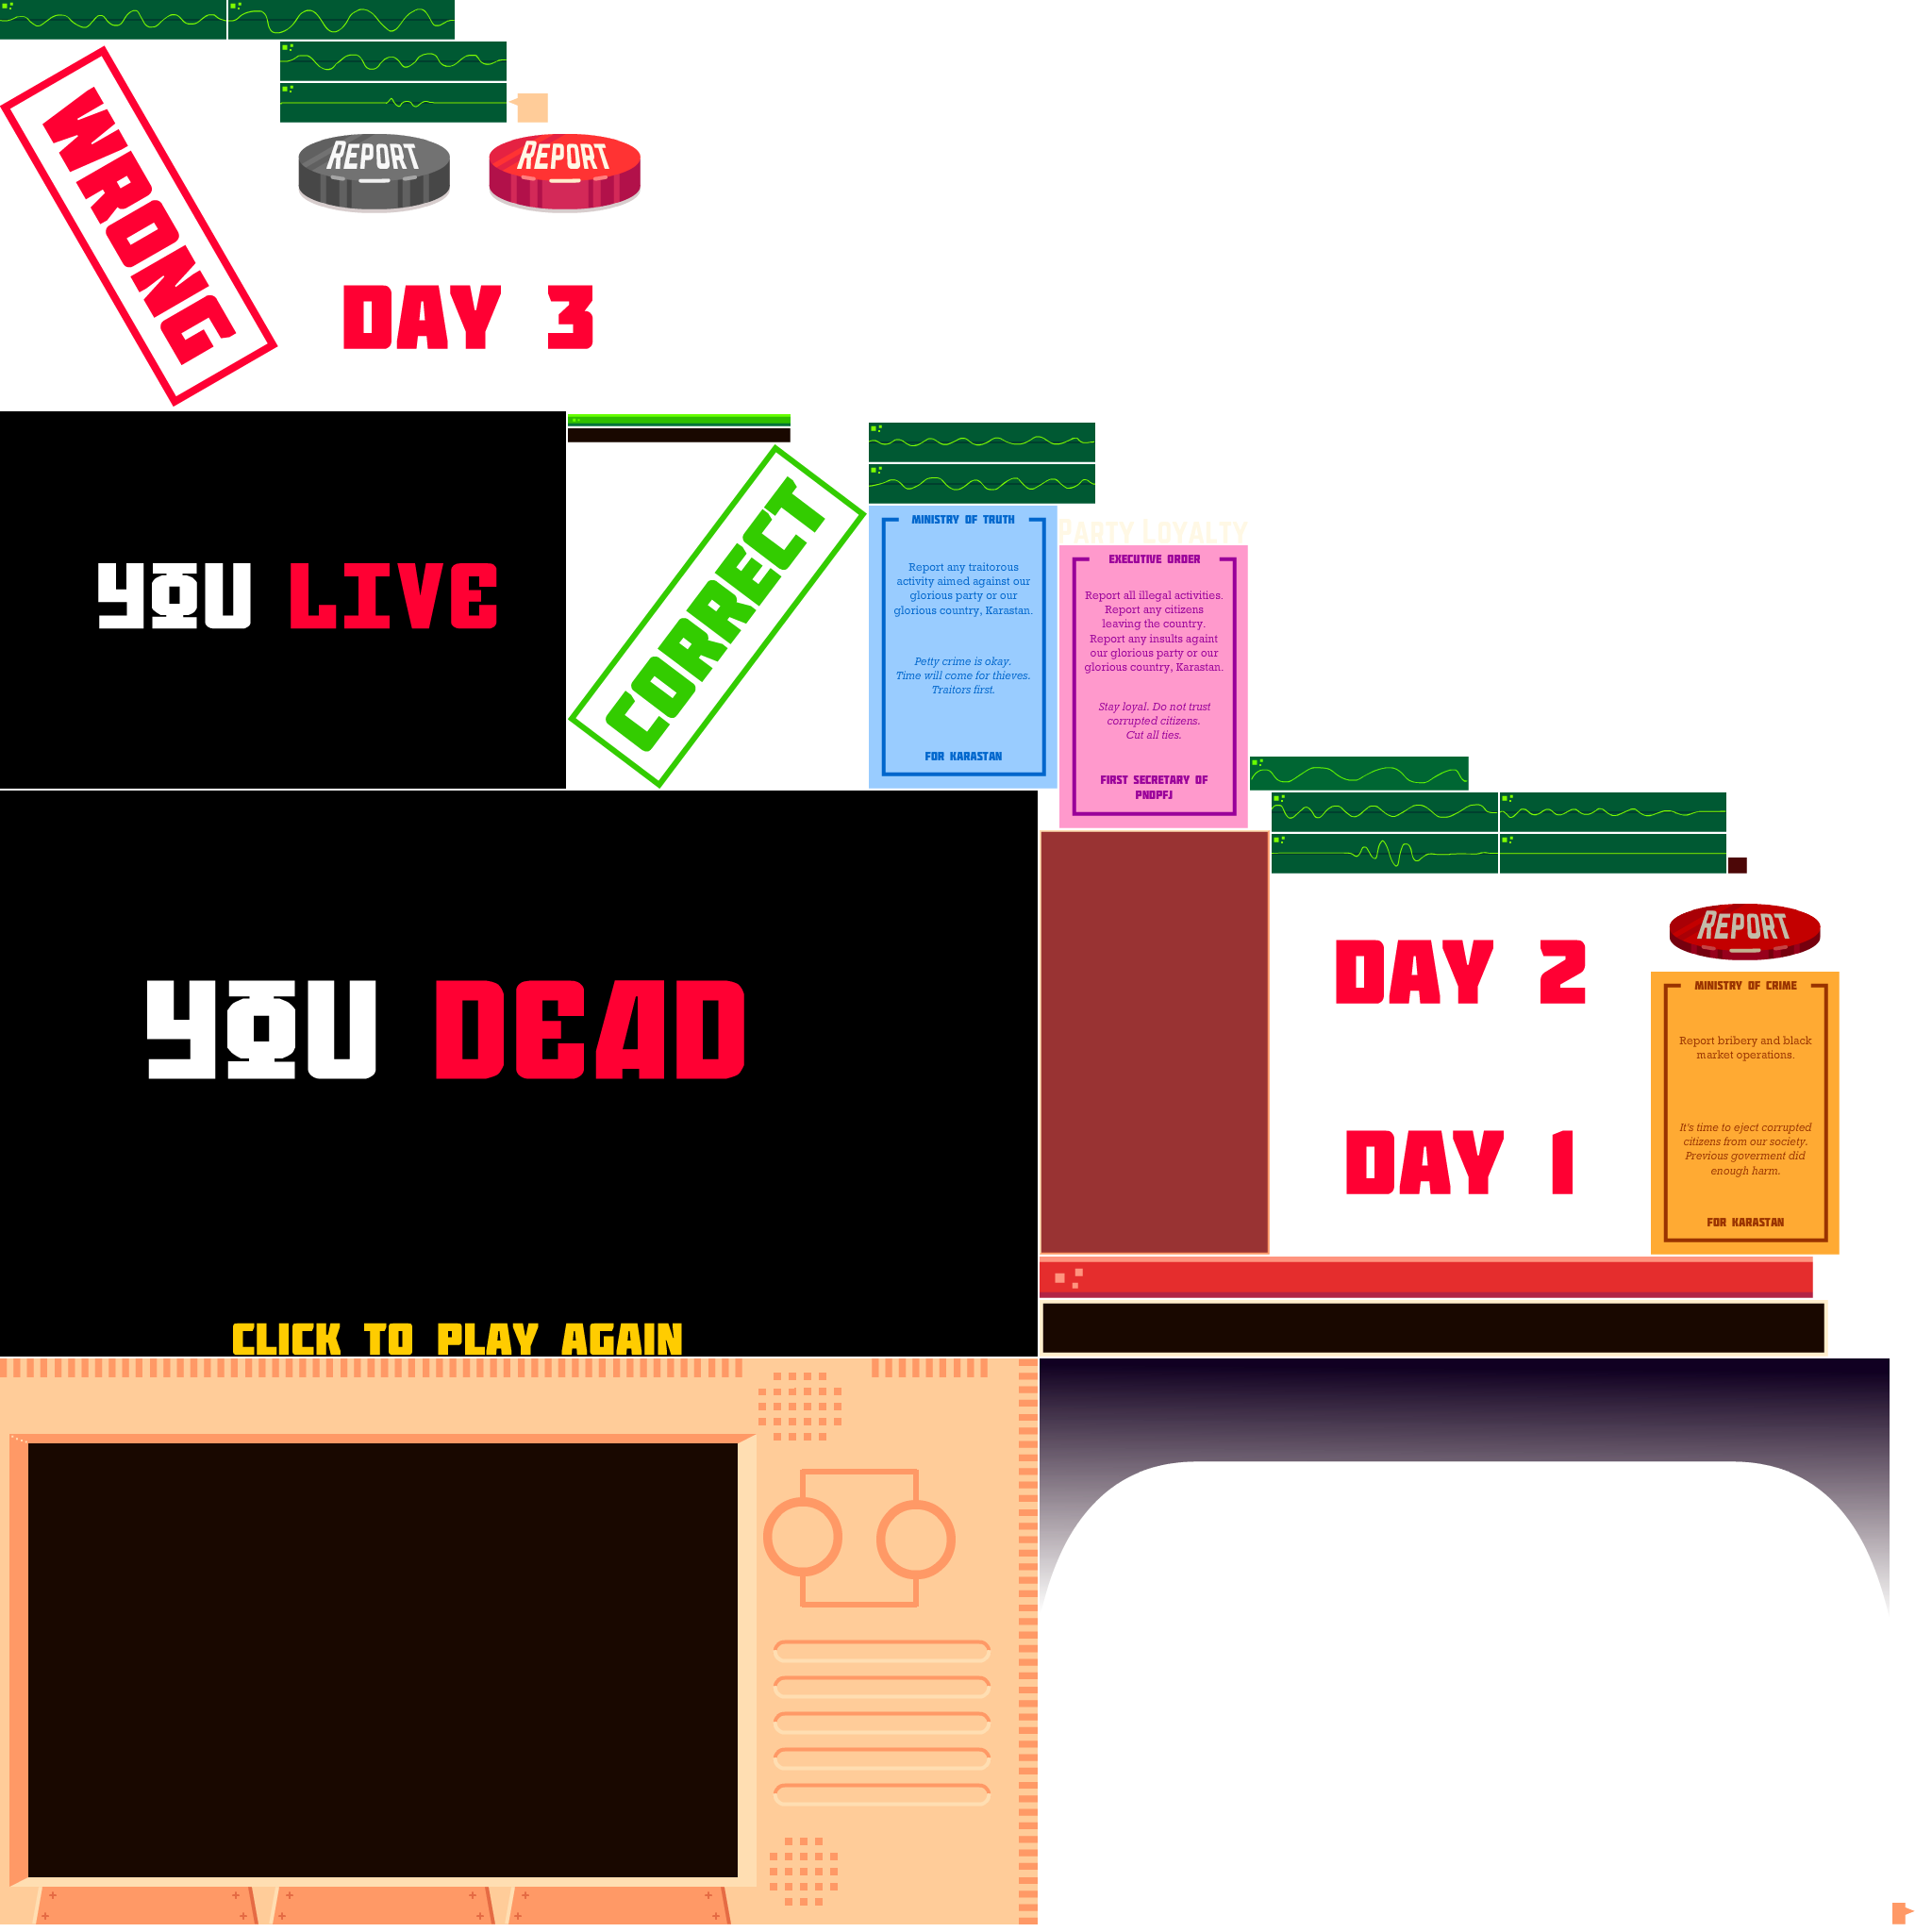 WRONG
REPORT
REPORT
DAY 3
YOU LIVE
CORRECT
MINISTRY OF TRUTH
Report any traitorous
activity aimed against our
glorious party or our
glorious country, Karastan.
Petty crime is okay.
Time will come for thieves.
Traitors first.
FOR KARASTAN
PARTY LOYALTY
EXECUTIVE ORDER
Report all illegal activities.
Report any citizens
leaving the country.
Report any insults againt
our glorious party or our
glorious country, Karastan.
Stay loyal. Do not trust
corrupted citizens.
Cut all ties.
FIRST SECRETARY OF
PNDPFJ
YOU DEAD
CLICK TO PLAY AGAIN
DAY 2
DAY 1
REPORT
MINISTRY OF CRIME
Report bribery and black
market operations.
It's time to eject corrupted
citizens from our society.
Previous goverment did
enough harm.
FOR KARASTAN